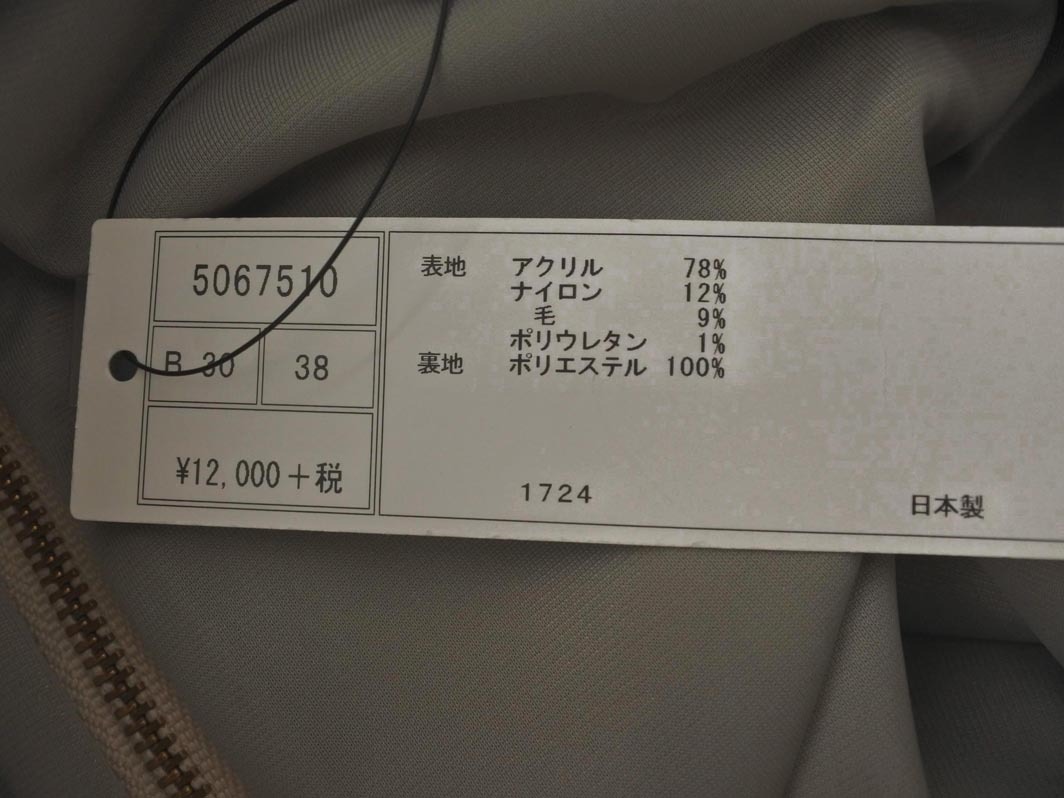 5067510
B 30 38
¥12,000+税
表地 アクリル 78%
ナイロン 12%
毛 9%
ポリウレタン 1%
裏地 ポリエステル 100%
1724
日本製